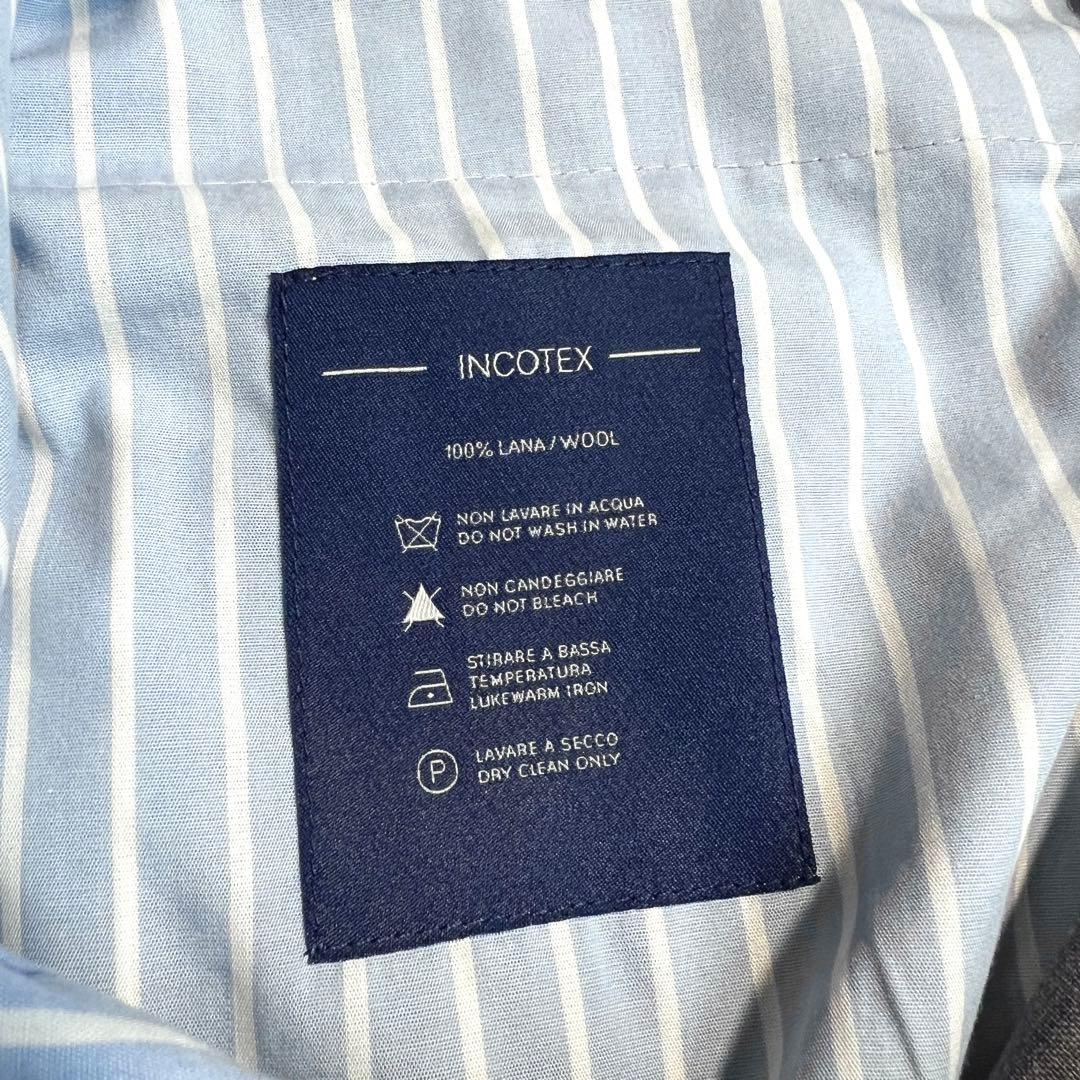 INCOTEX
100% LANA / WOOL
NON LAVARE IN ACQUA
DO NOT WASH IN WATER
NON CANDEGGIARE
DO NOT BLEACH
STIRARE A BASSA
TEMPERATURA
LUKEWARM IRON
P
LAVARE A SECCO
DRY CLEAN ONLY